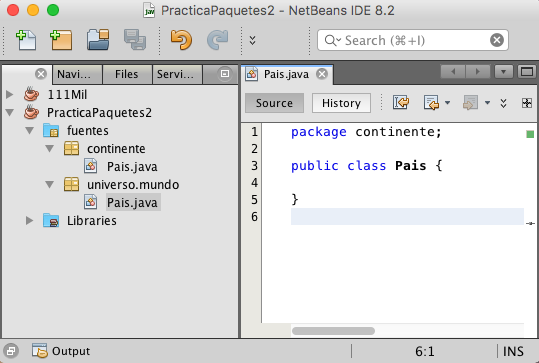 PracticaPaquetes2 - NetBeans IDE 8.2
Search (⌘+I)
Navi... Files Servi...
Pais.java
111Mil
PracticaPaquetes2
fuentes
continente
Pais.java
universo.mundo
Pais.java
Libraries
Source History
1 package continente;
2
3 public class Pais {
4
5 }
6
Output
6:1 INS